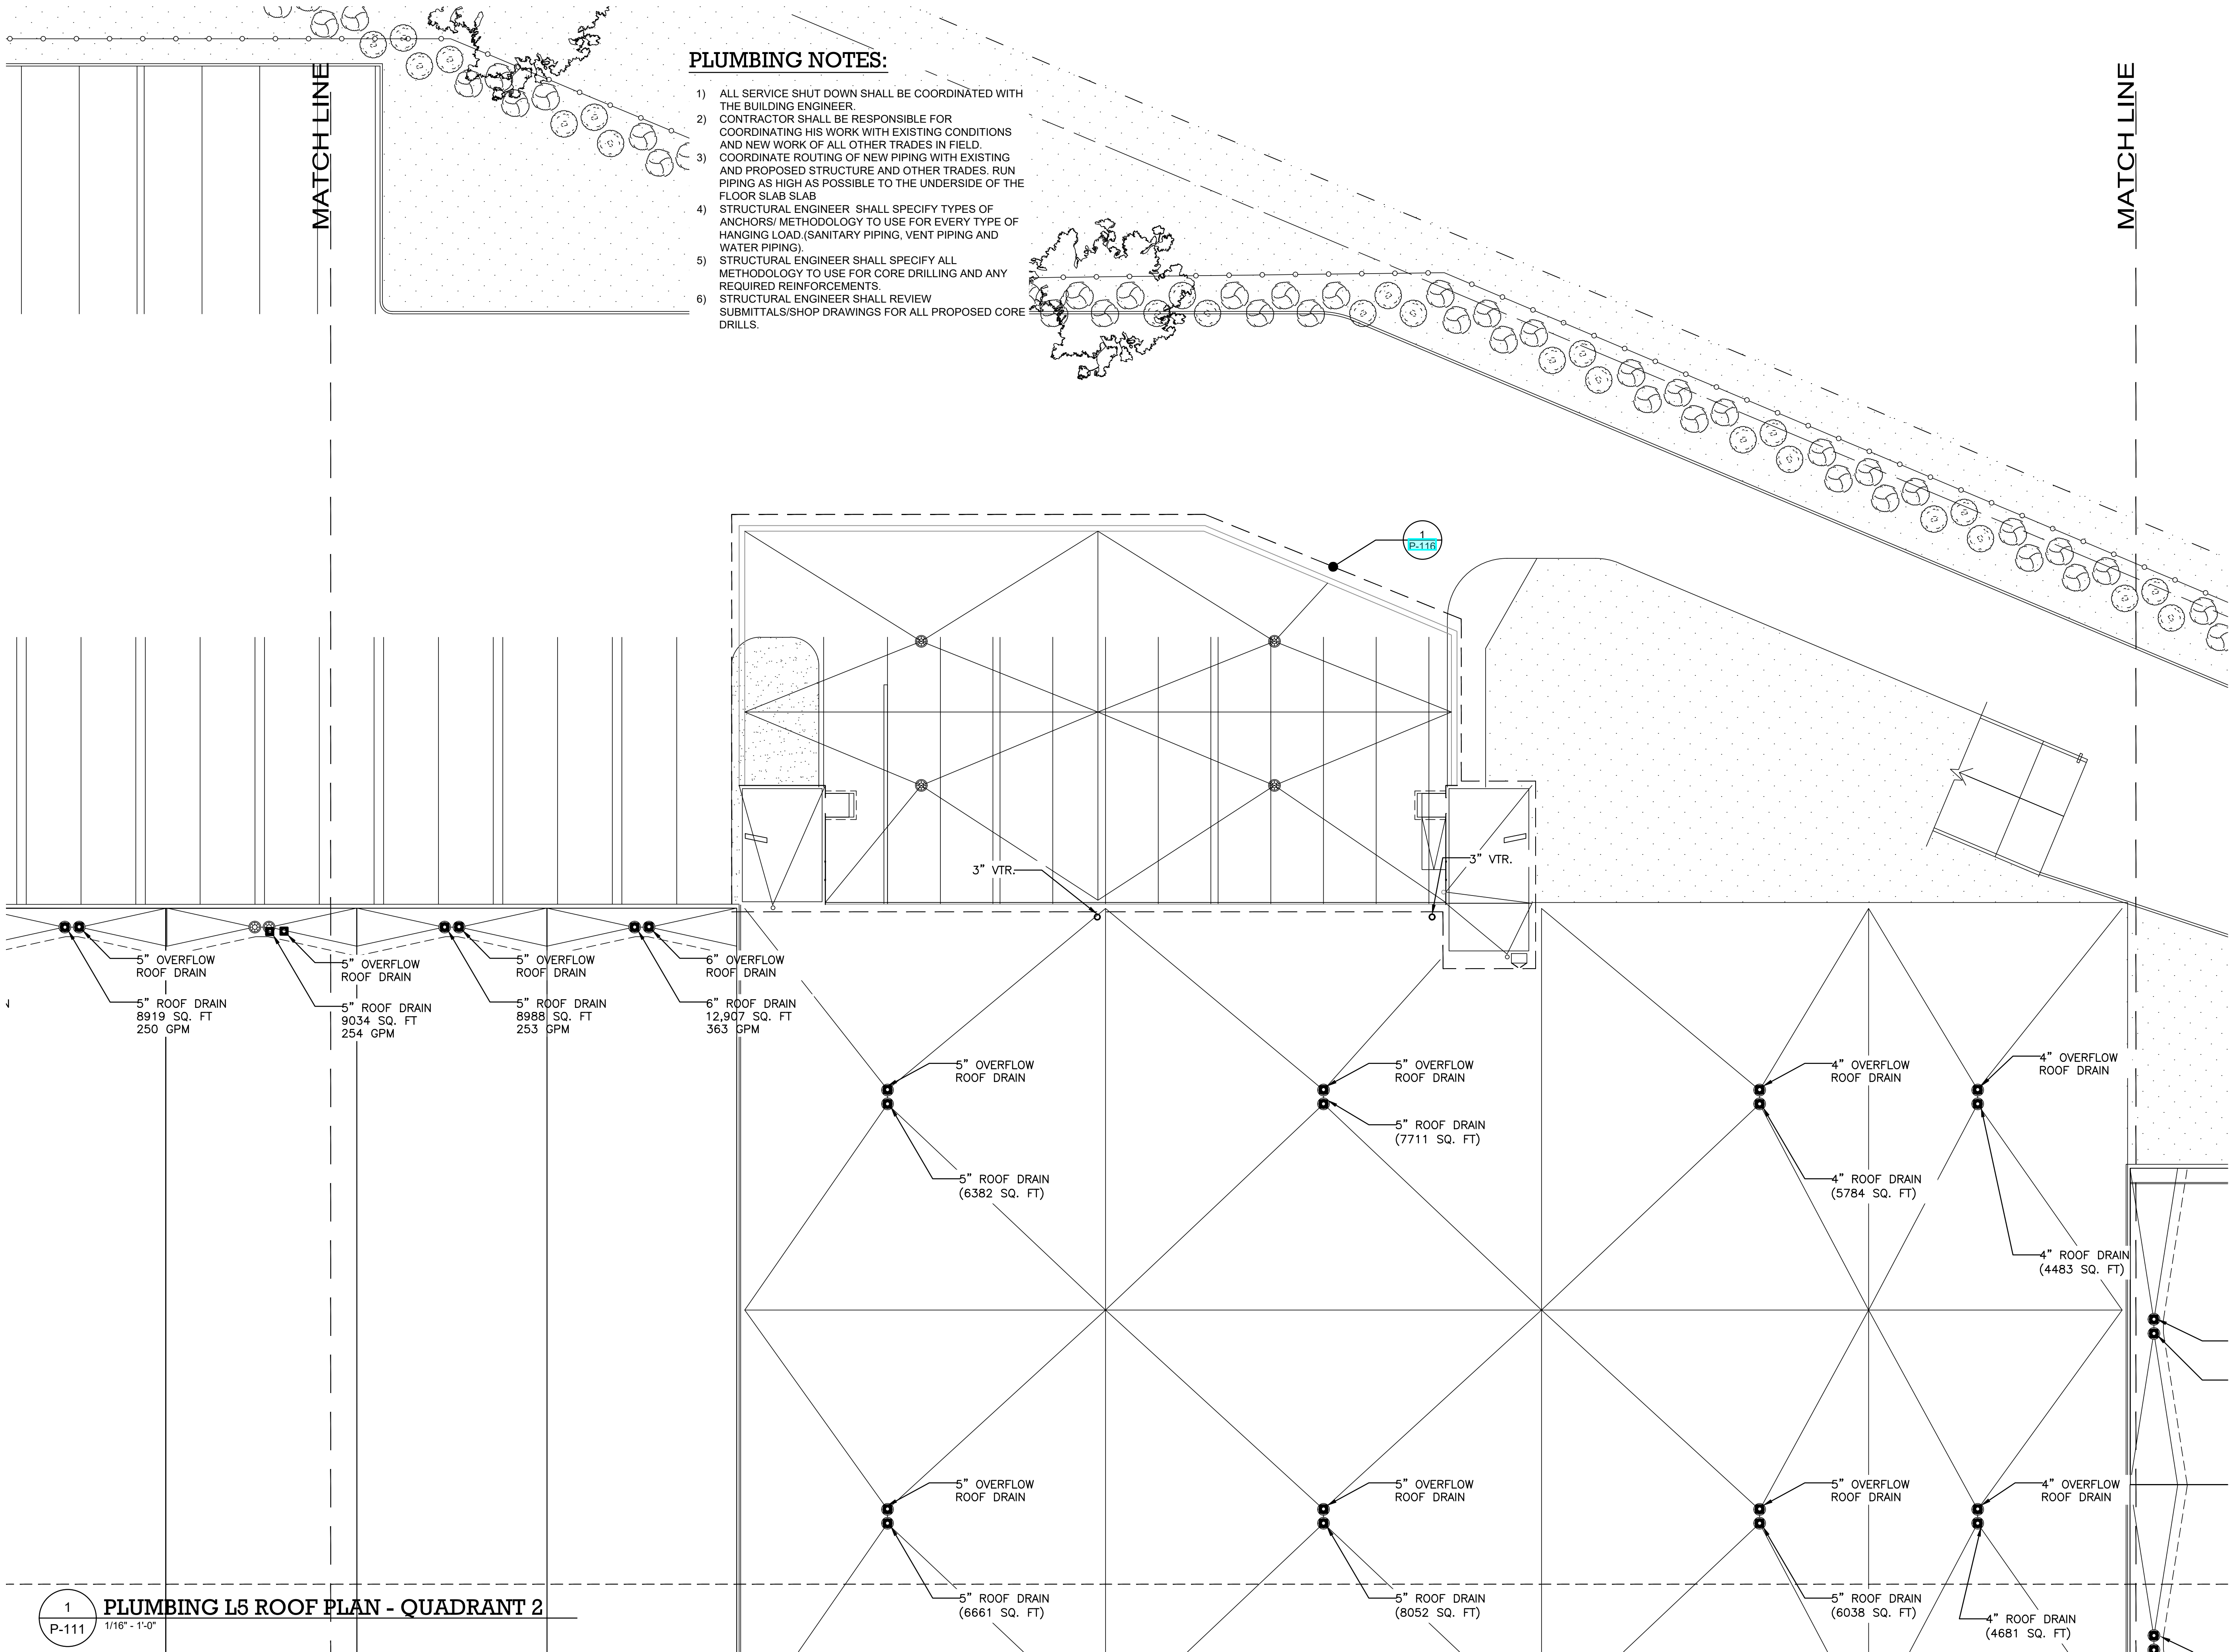 MATCH LINE
MATCH LINE
PLUMBING NOTES:
1) ALL SERVICE SHUT DOWN SHALL BE COORDINATED WITH
THE BUILDING ENGINEER.
2) CONTRACTOR SHALL BE RESPONSIBLE FOR
COORDINATING HIS WORK WITH EXISTING CONDITIONS
AND NEW WORK OF ALL OTHER TRADES IN FIELD.
3) COORDINATE ROUTING OF NEW PIPING WITH EXISTING
AND PROPOSED STRUCTURE AND OTHER TRADES. RUN
PIPING AS HIGH AS POSSIBLE TO THE UNDERSIDE OF THE
FLOOR SLAB SLAB
4) STRUCTURAL ENGINEER SHALL SPECIFY TYPES OF
ANCHORS/ METHODOLOGY TO USE FOR EVERY TYPE OF
HANGING LOAD.(SANITARY PIPING, VENT PIPING AND
WATER PIPING).
5) STRUCTURAL ENGINEER SHALL SPECIFY ALL
METHODOLOGY TO USE FOR CORE DRILLING AND ANY
REQUIRED REINFORCEMENTS.
6) STRUCTURAL ENGINEER SHALL REVIEW
SUBMITTALS/SHOP DRAWINGS FOR ALL PROPOSED CORE
DRILLS.
1
P-116
3" VTR.
3" VTR.
5" OVERFLOW
ROOF DRAIN
5" ROOF DRAIN
8919 SQ. FT
250 GPM
5" OVERFLOW
ROOF DRAIN
5" ROOF DRAIN
9034 SQ. FT
254 GPM
5" OVERFLOW
ROOF DRAIN
5" ROOF DRAIN
8988 SQ. FT
253 GPM
6" OVERFLOW
ROOF DRAIN
6" ROOF DRAIN
12,907 SQ. FT
363 GPM
5" OVERFLOW
ROOF DRAIN
5" ROOF DRAIN
(6382 SQ. FT)
5" OVERFLOW
ROOF DRAIN
5" ROOF DRAIN
(7711 SQ. FT)
4" OVERFLOW
ROOF DRAIN
4" ROOF DRAIN
(5784 SQ. FT)
4" OVERFLOW
ROOF DRAIN
4" ROOF DRAIN
(4483 SQ. FT)
5" OVERFLOW
ROOF DRAIN
5" ROOF DRAIN
(6661 SQ. FT)
5" OVERFLOW
ROOF DRAIN
5" ROOF DRAIN
(8052 SQ. FT)
5" OVERFLOW
ROOF DRAIN
5" ROOF DRAIN
(6038 SQ. FT)
4" OVERFLOW
ROOF DRAIN
4" ROOF DRAIN
(4681 SQ. FT)
1
P-111
PLUMBING L5 ROOF PLAN - QUADRANT 2
1/16" - 1'-0"